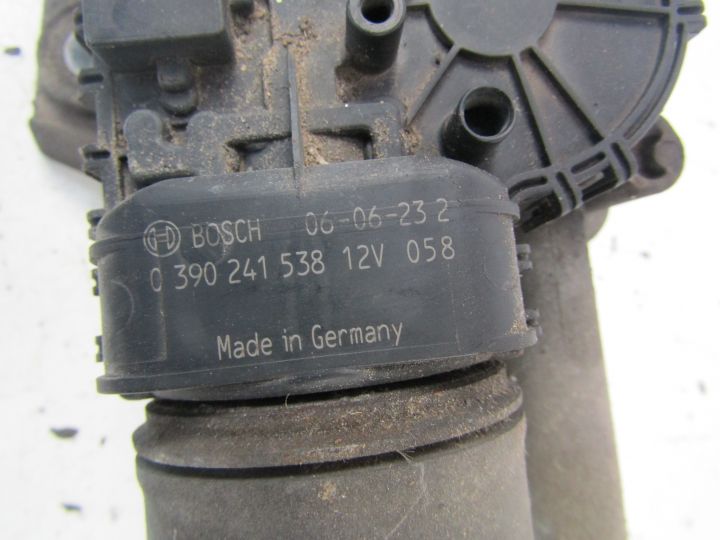 BOSCH 06-06-23 2
0 390 241 538 12V 058
Made in Germany